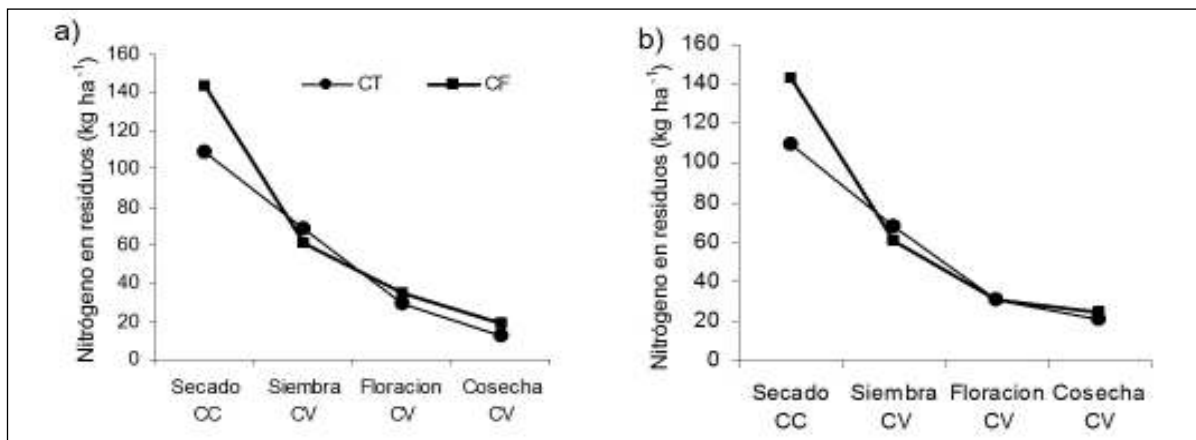 a)
Nitrógeno en residuos (kg ha⁻¹)
160
140
120
100
80
60
40
20
0
CT
CF
Secado
CC
Siembra
CV
Floracion
CV
Cosecha
CV
b)
Nitrógeno en residuos (kg ha⁻¹)
160
140
120
100
80
60
40
20
0
Secado
CC
Siembra
CV
Floracion
CV
Cosecha
CV